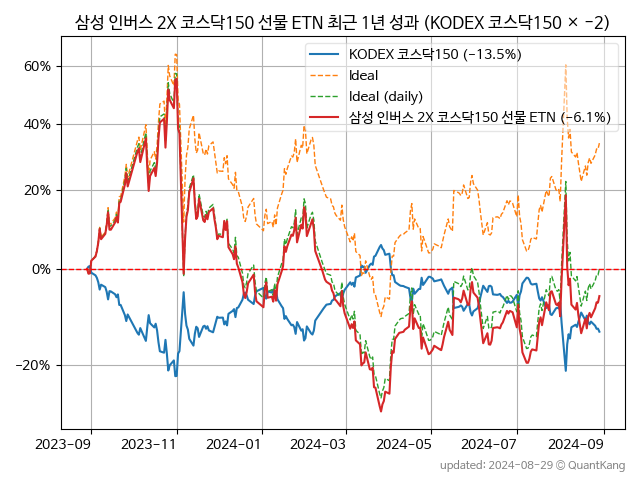 삼성 인버스 2X 코스닥150 선물 ETN 최근 1년 성과 (KODEX 코스닥150 × −2)
KODEX 코스닥150 (−13.5%)
Ideal
Ideal (daily)
삼성 인버스 2X 코스닥150 선물 ETN (−6.1%)
60%
40%
20%
0%
−20%
2023-09 2023-11 2024-01 2024-03 2024-05 2024-07 2024-09
updated: 2024-08-29 © QuantKang